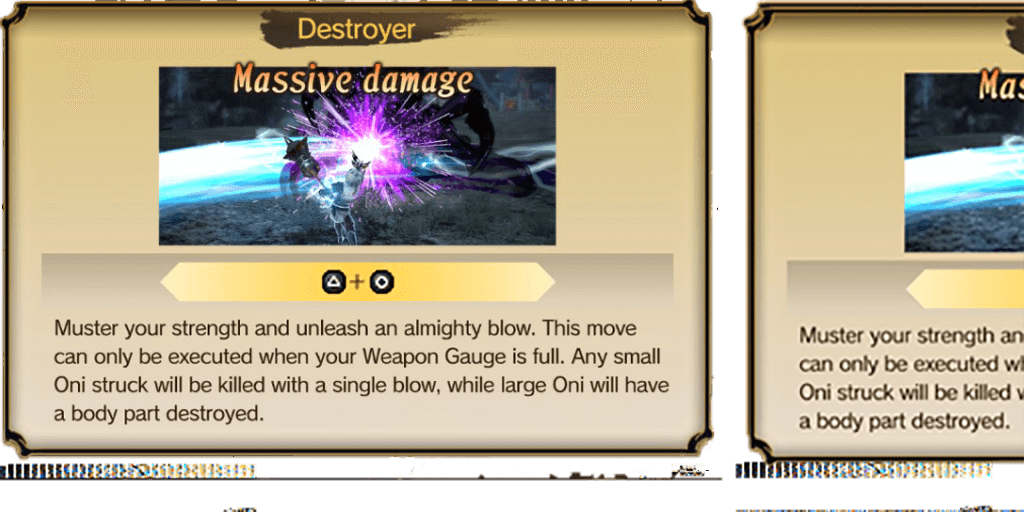 Destroyer
Massive damage
+
Muster your strength and unleash an almighty blow. This move
can only be executed when your Weapon Gauge is full. Any small
Oni struck will be killed with a single blow, while large Oni will have
a body part destroyed.
Mas
Muster your strength an
can only be executed wh
Oni struck will be killed w
a body part destroyed.